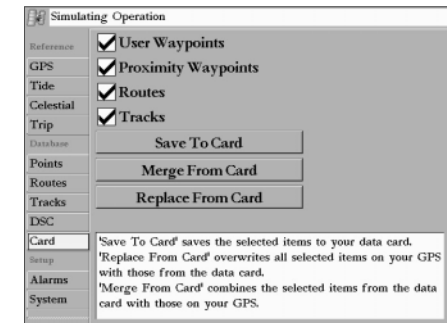 Simulating Operation
Reference
GPS
Tide
Celestial
Trip
Database
Points
Routes
Tracks
DSC
Card
Setup
Alarms
System
User Waypoints
Proximity Waypoints
Routes
Tracks
Save To Card
Merge From Card
Replace From Card
'Save To Card' saves the selected items to your data card.
'Replace From Card' overwrites all selected items on your GPS
with those from the data card.
'Merge From Card' combines the selected items from the data
card with those on your GPS.